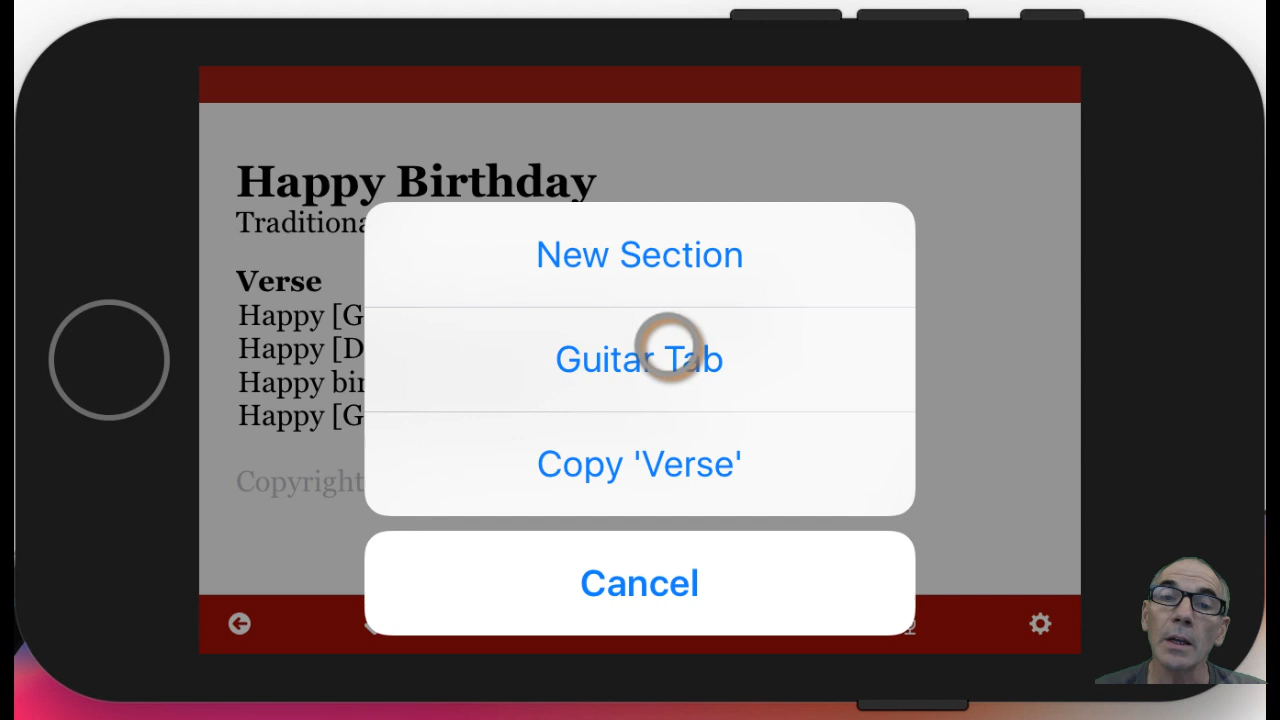 Happy Birthday
Traditiona
Verse
Happy [G
Happy [D
Happy bir
Happy [G
Copyright
New Section
Guitar Tab
Copy 'Verse'
Cancel